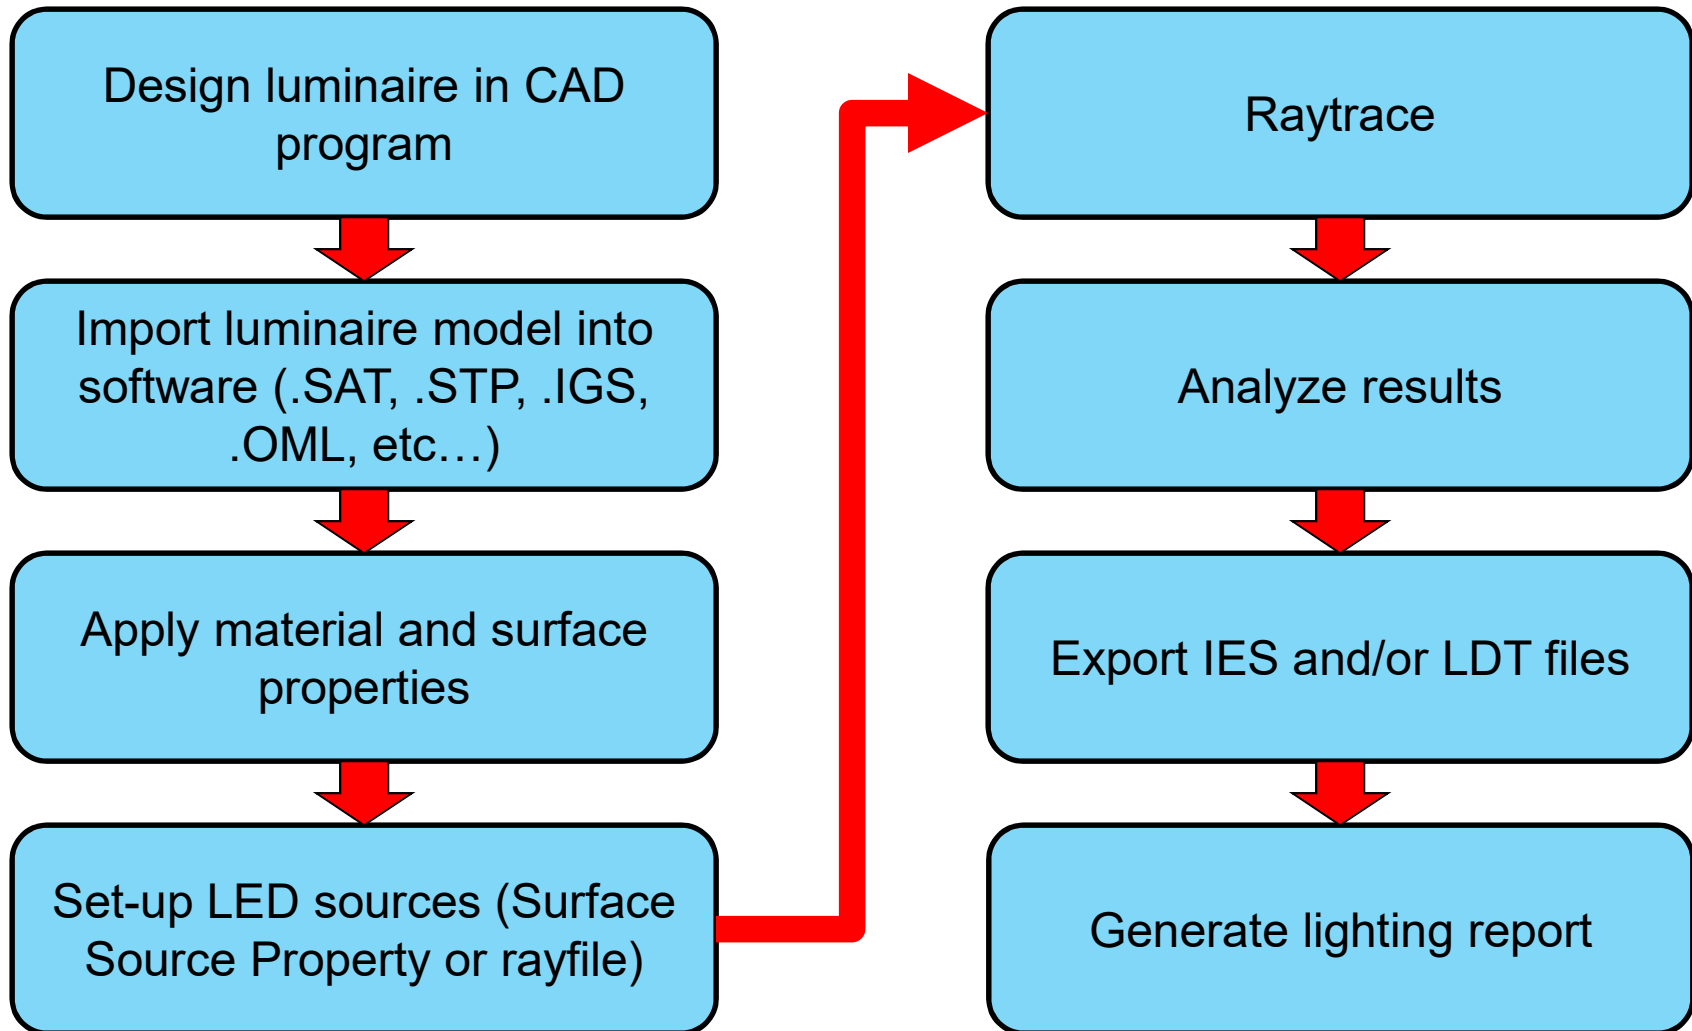 Design luminaire in CAD
program
Import luminaire model into
software (.SAT, .STP, .IGS,
.OML, etc…)
Apply material and surface
properties
Set-up LED sources (Surface
Source Property or rayfile)
Raytrace
Analyze results
Export IES and/or LDT files
Generate lighting report